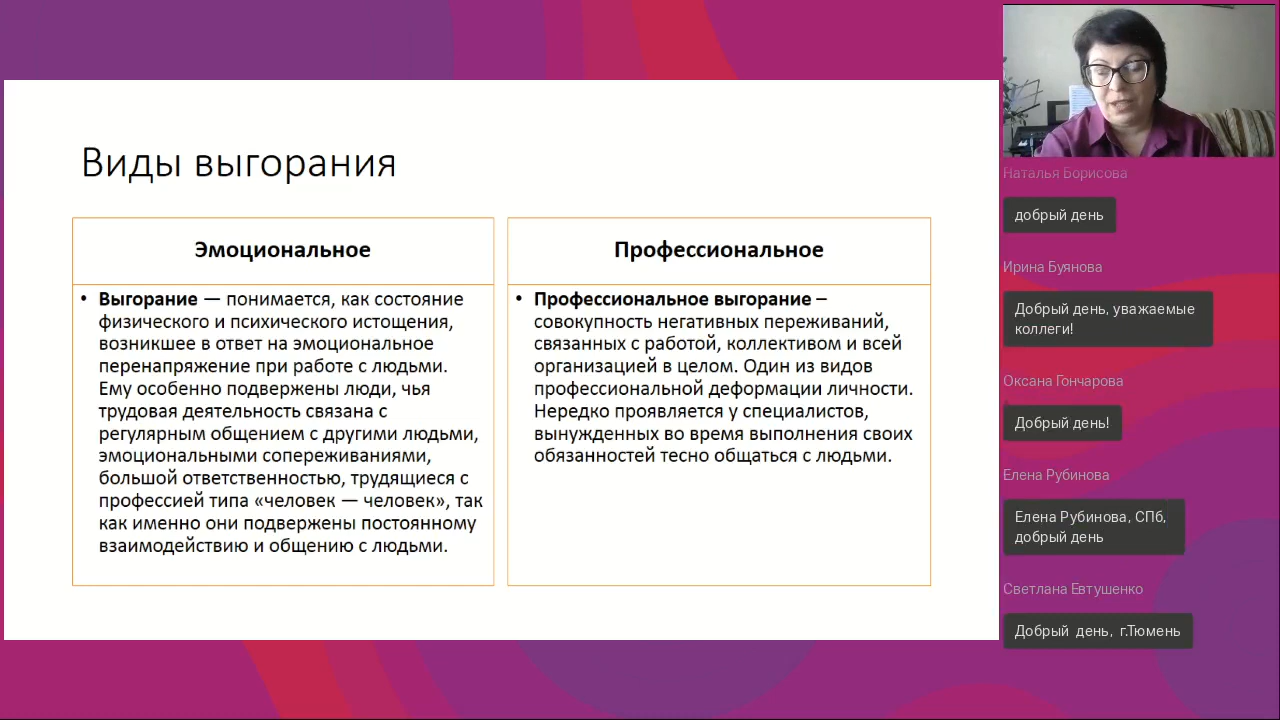 Виды выгорания
Эмоциональное
• Выгорание — понимается, как состояние
физического и психического истощения,
возникшее в ответ на эмоциональное
перенапряжение при работе с людьми.
Ему особенно подвержены люди, чья
трудовая деятельность связана с
регулярным общением с другими людьми,
эмоциональными сопереживаниями,
большой ответственностью, трудящиеся с
профессией типа «человек — человек», так
как именно они подвержены постоянному
взаимодействию и общению с людьми.
Профессиональное
• Профессиональное выгорание –
совокупность негативных переживаний,
связанных с работой, коллективом и всей
организацией в целом. Один из видов
профессиональной деформации личности.
Нередко проявляется у специалистов,
вынужденных во время выполнения своих
обязанностей тесно общаться с людьми.
Наталья Борисова
добрый день
Ирина Буянова
Добрый день, уважаемые
коллеги!
Оксана Гончарова
Добрый день!
Елена Рубинова
Елена Рубинова, СПб,
добрый день
Светлана Евтушенко
Добрый день, г.Тюмень